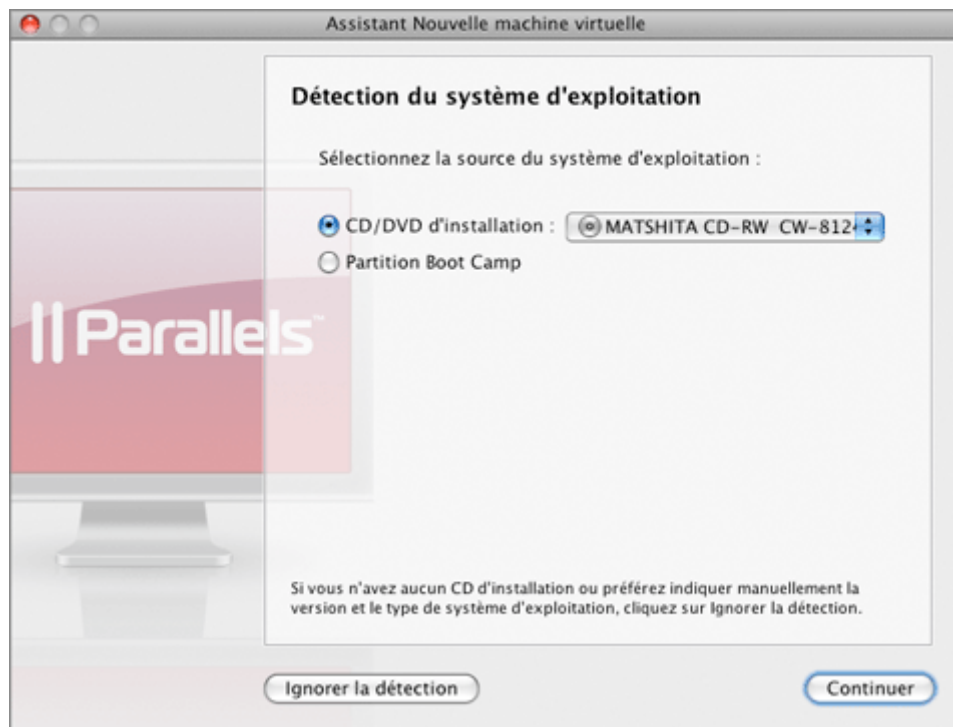 Assistant Nouvelle machine virtuelle
Détection du système d'exploitation
Sélectionnez la source du système d'exploitation :
CD/DVD d'installation : MATSHITA CD-RW CW-812
Partition Boot Camp
|| Parallels™
Si vous n'avez aucun CD d'installation ou préférez indiquer manuellement la
version et le type de système d'exploitation, cliquez sur Ignorer la détection.
Ignorer la détection
Continuer